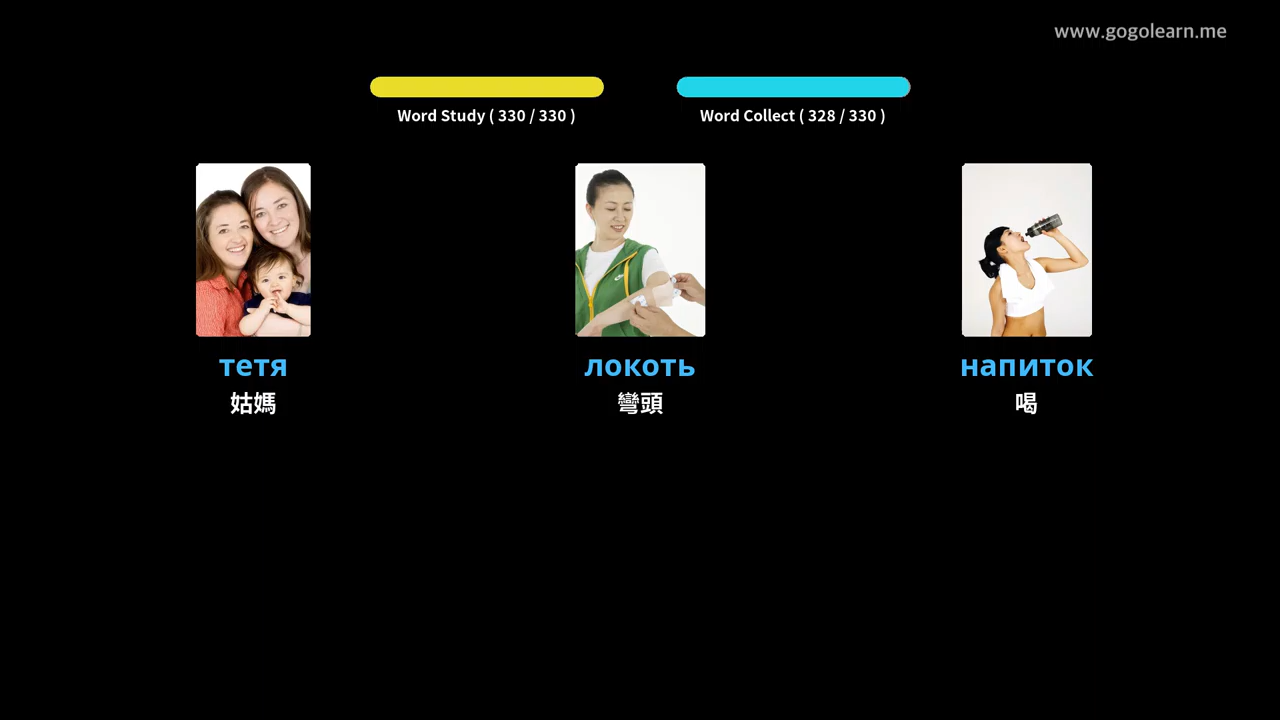 www.gogolearn.me
Word Study ( 330 / 330 )
Word Collect ( 328 / 330 )
тетя
локоть
напиток
姑媽
彎頭
喝